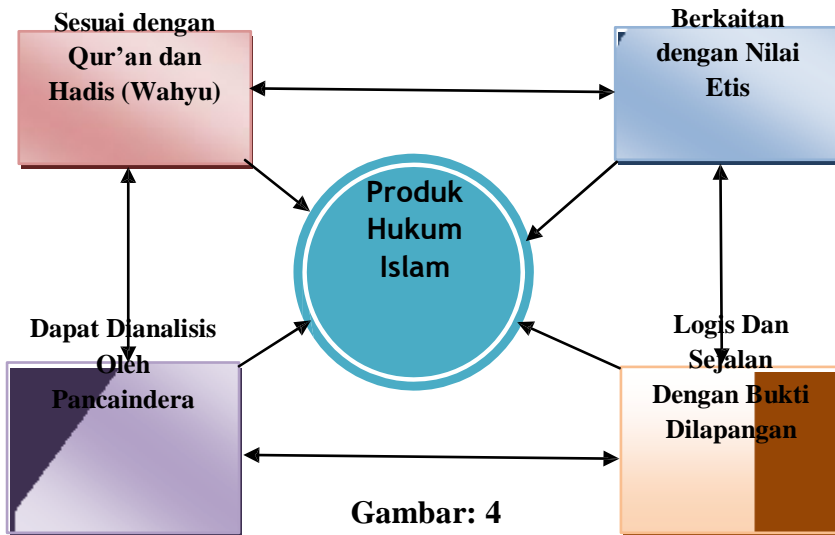 Sesuai dengan
Qur’an dan
Hadis (Wahyu)
Berkaitan
dengan Nilai
Etis
Produk
Hukum
Islam
Dapat Dianalisis
Oleh
Pancaindera
Logis Dan
Sejalan
Dengan Bukti
Dilapangan
Gambar: 4